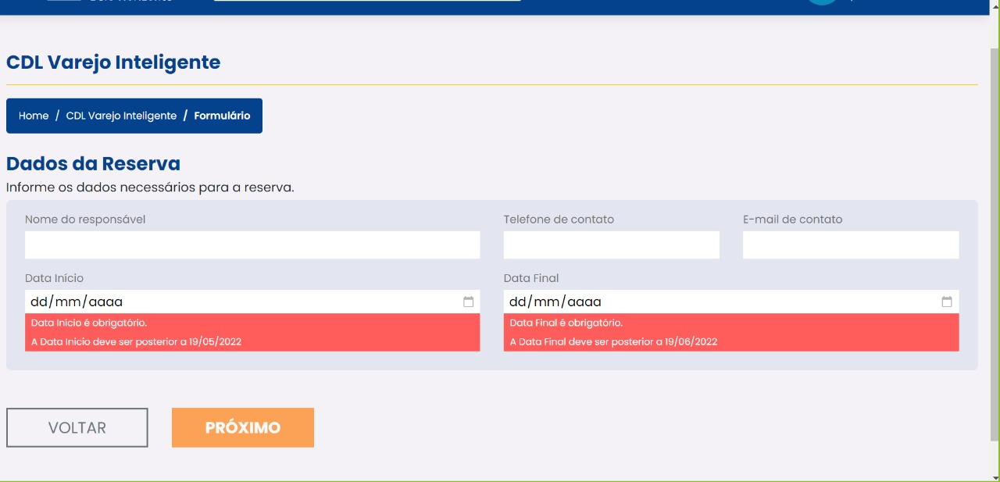 CDL Varejo Inteligente
Home / CDL Varejo Inteligente / Formulário
Dados da Reserva
Informe os dados necessários para a reserva.
Nome do responsável Telefone de contato E-mail de contato
Data Início Data Final
dd/mm/aaaa dd/mm/aaaa
Data Início é obrigatório. Data Final é obrigatório.
A Data Início deve ser posterior a 19/05/2022 A Data Final deve ser posterior a 19/06/2022
VOLTAR PRÓXIMO